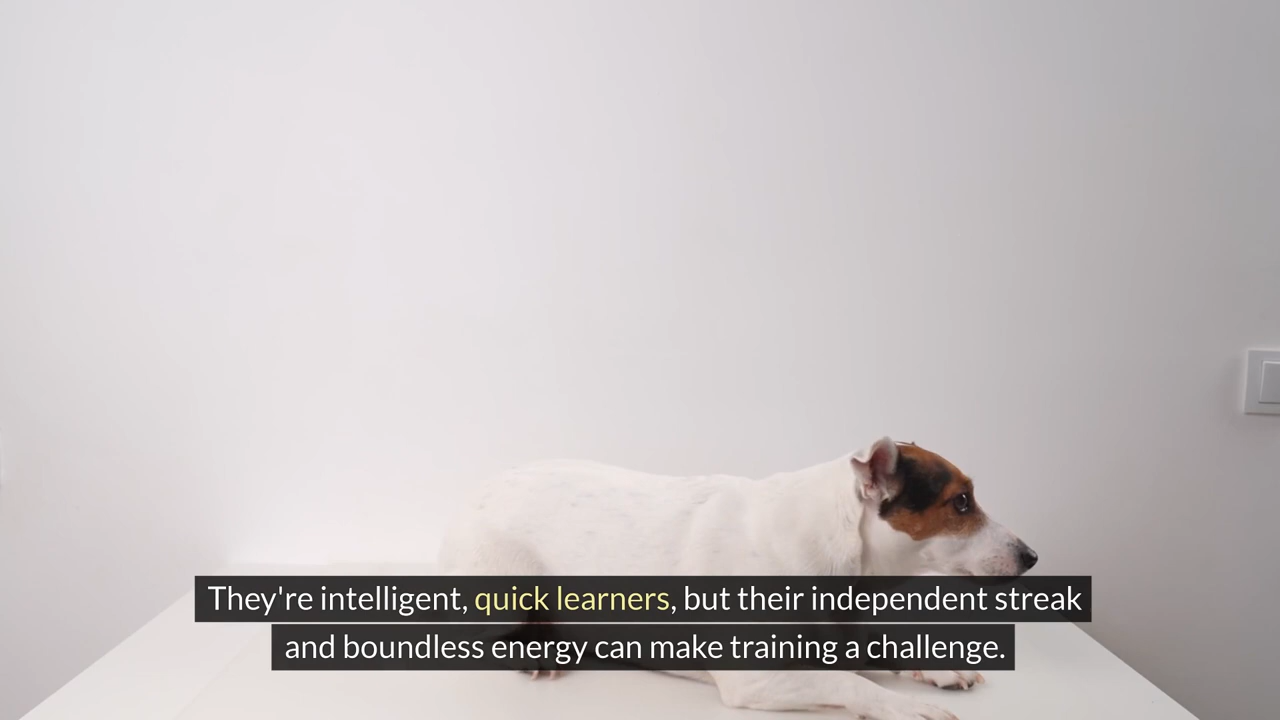 They're intelligent, quick learners, but their independent streak
and boundless energy can make training a challenge.